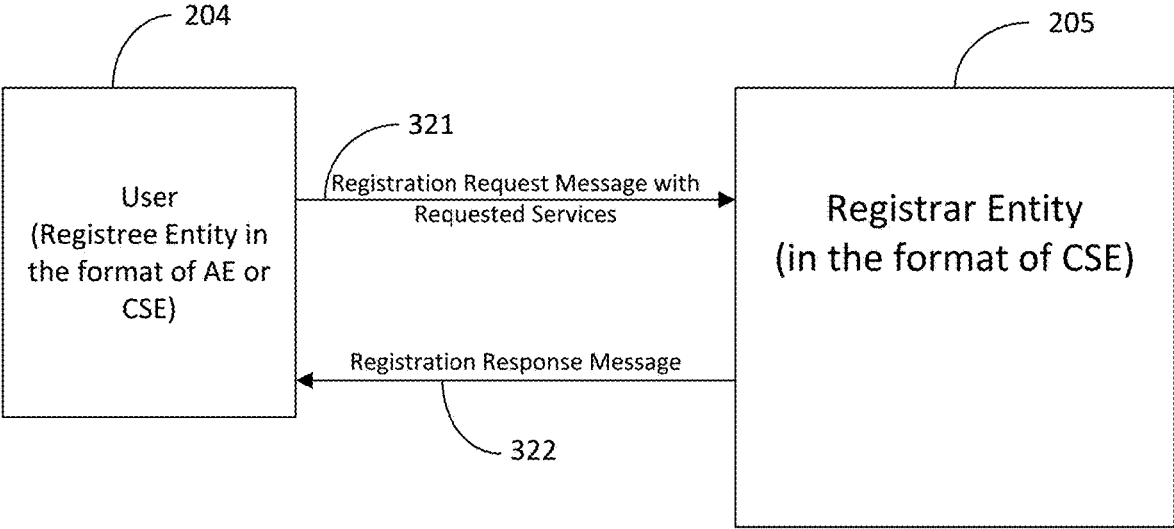 204
205
User
(Registree Entity in
the format of AE or
CSE)
321
Registration Request Message with
Requested Services
Registrar Entity
(in the format of CSE)
Registration Response Message
322